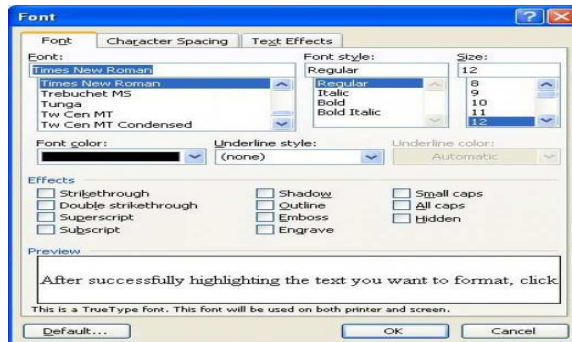 Font
Font Character Spacing Text Effects
Font: Font style: Size:
Times New Roman Regular 12
Times New Roman Regular 8
Trebuchet MS Italic 9
Tunga Bold 10
Tw Cen MT Bold Italic 11
Tw Cen MT Condensed 12
Font color: Underline style: Underline color:
(none) Automatic
Effects
Strikethrough Shadow Small caps
Double strikethrough Outline All caps
Superscript Emboss Hidden
Subscript Engrave
Preview
After successfully highlighting the text you want to format, click
This is a TrueType font. This font will be used on both printer and screen.
Default... OK Cancel